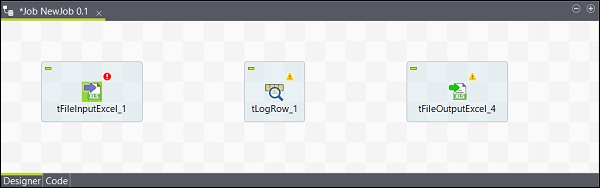 *Job NewJob 0.1
tFileInputExcel_1
tLogRow_1
tFileOutputExcel_4
Designer Code